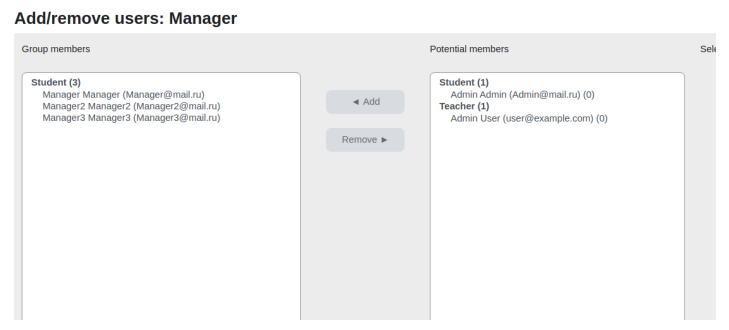 Add/remove users: Manager
Group members
Potential members
Student (3)
Manager Manager (Manager@mail.ru)
Manager2 Manager2 (Manager2@mail.ru)
Manager3 Manager3 (Manager3@mail.ru)
◄ Add
Remove ►
Student (1)
Admin Admin (Admin@mail.ru) (0)
Teacher (1)
Admin User (user@example.com) (0)